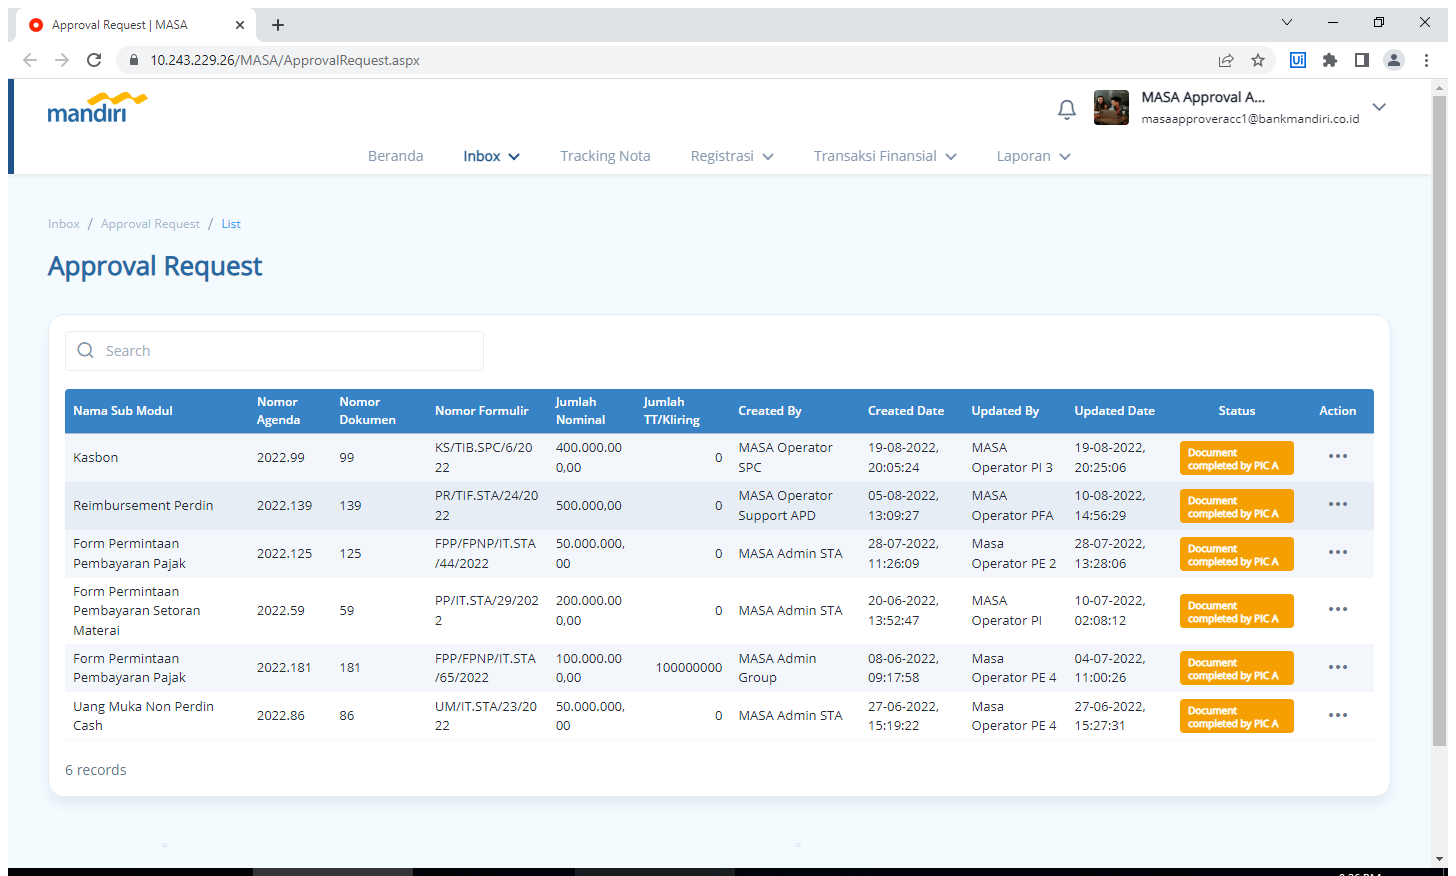 Approval Request | MASA
10.243.229.26/MASA/ApprovalRequest.aspx
Ui
mandiri
MASA Approval A...
masaapproveracc1@bankmandiri.co.id
Beranda Inbox Tracking Nota Registrasi Transaksi Finansial Laporan
Inbox / Approval Request / List
Approval Request
Search
Nama Sub Modul Nomor Agenda Nomor Dokumen Nomor Formulir Jumlah Nominal Jumlah TT/Kliring Created By Created Date Updated By Updated Date Status Action
Kasbon 2022.99 99 KS/TIB.SPC/6/2022 400.000.000,00 0 MASA Operator SPC 19-08-2022, 20:05:24 MASA Operator PI 3 19-08-2022, 20:25:06 Document completed by PIC A
Reimbursement Perdin 2022.139 139 PR/TIF.STA/24/2022 500.000,00 0 MASA Operator Support APD 05-08-2022, 13:09:27 MASA Operator PFA 10-08-2022, 14:56:29 Document completed by PIC A
Form Permintaan Pembayaran Pajak 2022.125 125 FPP/FPNP/IT.STA/44/2022 50.000.000,00 0 MASA Admin STA 28-07-2022, 11:26:09 Masa Operator PE 2 28-07-2022, 13:28:06 Document completed by PIC A
Form Permintaan Pembayaran Setoran Materai 2022.59 59 PP/IT.STA/29/2022 200.000.000,00 0 MASA Admin STA 20-06-2022, 13:52:47 MASA Operator PI 10-07-2022, 02:08:12 Document completed by PIC A
Form Permintaan Pembayaran Pajak 2022.181 181 FPP/FPNP/IT.STA/65/2022 100.000.000,00 100000000 MASA Admin Group 08-06-2022, 09:17:58 Masa Operator PE 4 04-07-2022, 11:00:26 Document completed by PIC A
Uang Muka Non Perdin Cash 2022.86 86 UM/IT.STA/23/2022 50.000.000,00 0 MASA Admin STA 27-06-2022, 15:19:22 Masa Operator PE 4 27-06-2022, 15:27:31 Document completed by PIC A
6 records